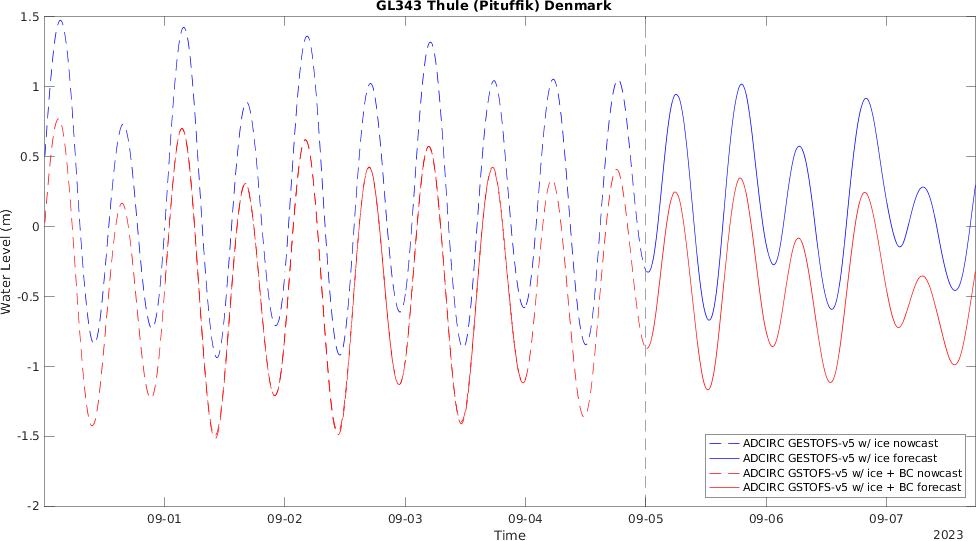 GL343 Thule (Pituffik) Denmark
1.5
1
0.5
0
-0.5
-1
-1.5
-2
Water Level (m)
ADCIRC GESTOFS-v5 w/ ice nowcast
ADCIRC GESTOFS-v5 w/ ice forecast
ADCIRC GSTOFS-v5 w/ ice + BC nowcast
ADCIRC GSTOFS-v5 w/ ice + BC forecast
09-01 09-02 09-03 09-04 09-05 09-06 09-07
Time
2023